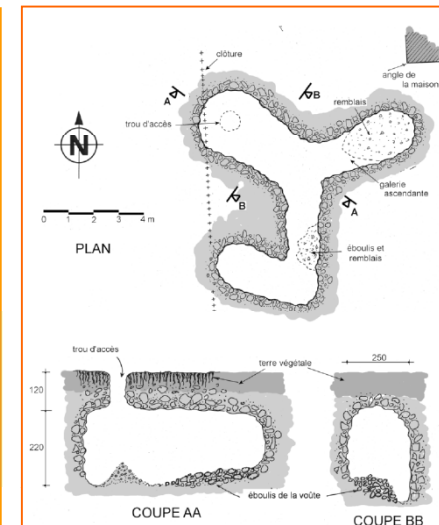 clôture
A
B
angle de
la maison
remblais
trou d'accès
N
galerie
ascendante
B
A
0 1 2 3 4 m
éboulis et
remblais
PLAN
trou d'accès
terre végétale
250
120
220
éboulis de la voûte
COUPE AA
COUPE BB